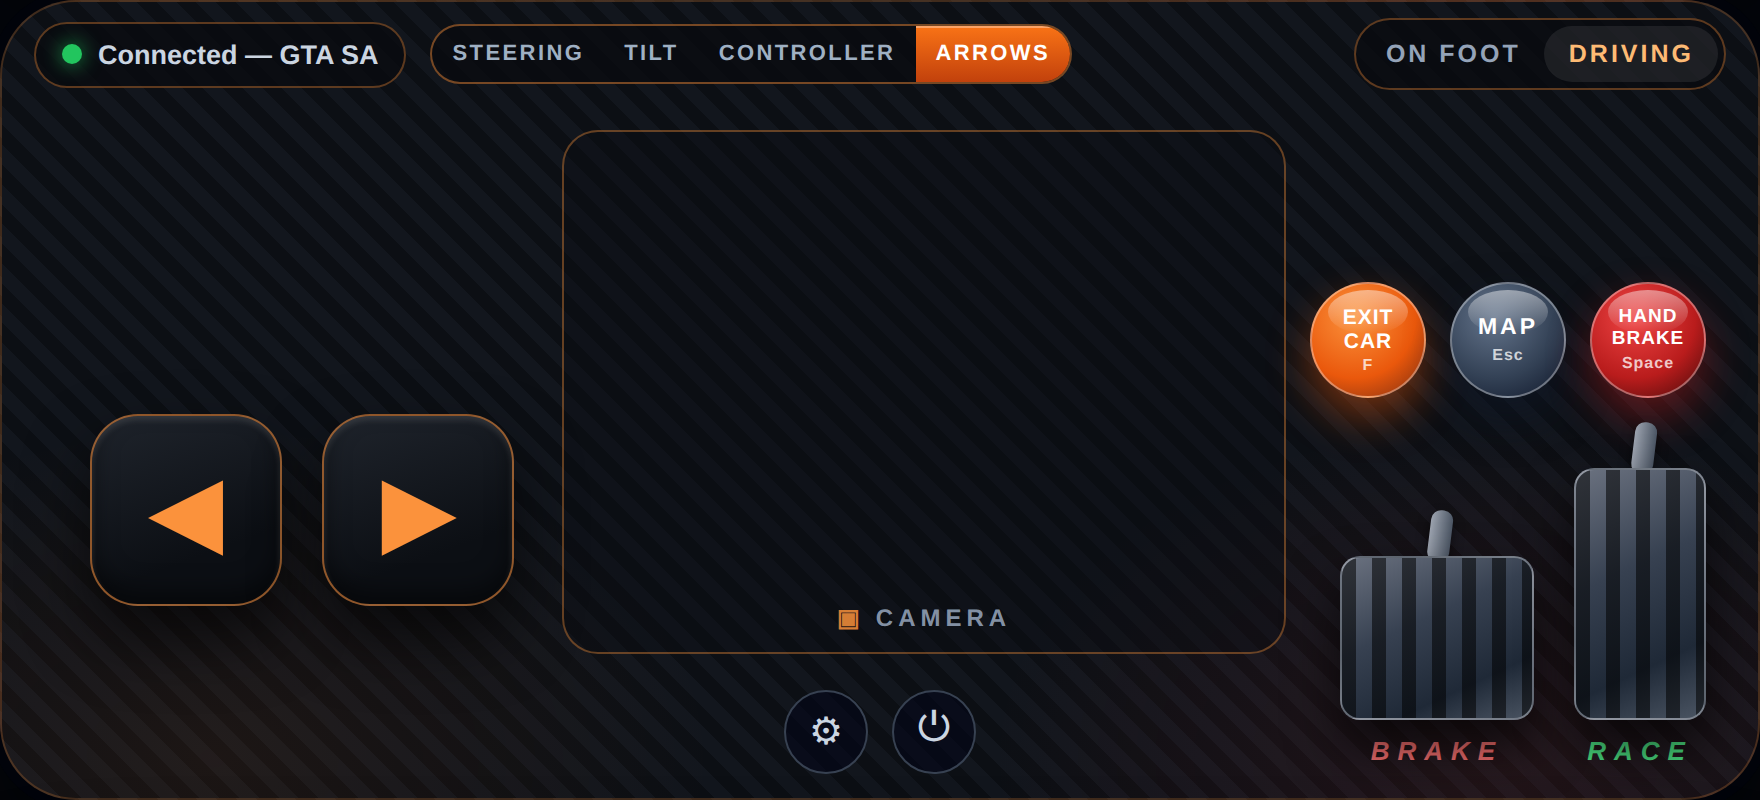 Connected — GTA SA
STEERING TILT CONTROLLER ARROWS
ON FOOT DRIVING
EXIT
CAR
F
MAP
Esc
HAND
BRAKE
Space
CAMERA
BRAKE
RACE